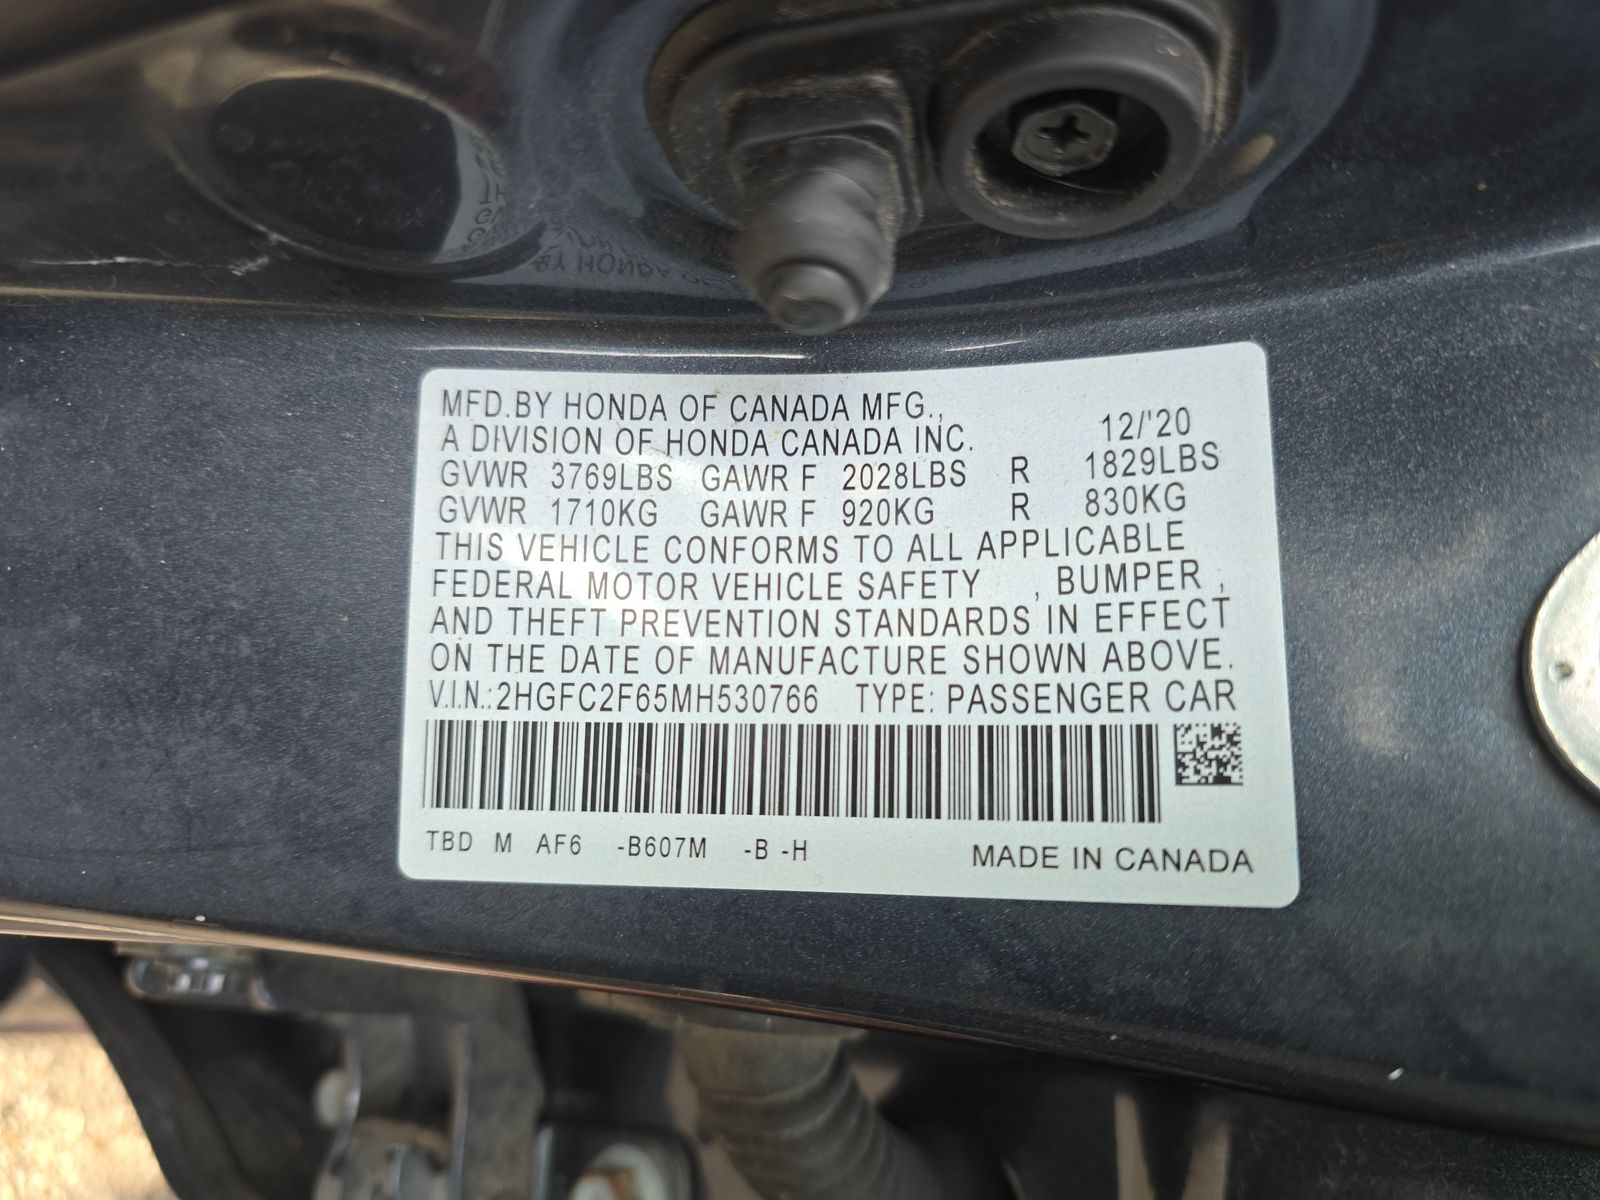 MFD.BY HONDA OF CANADA MFG.,
A DIVISION OF HONDA CANADA INC. 12/'20
GVWR 3769LBS GAWR F 2028LBS R 1829LBS
GVWR 1710KG GAWR F 920KG R 830KG
THIS VEHICLE CONFORMS TO ALL APPLICABLE
FEDERAL MOTOR VEHICLE SAFETY , BUMPER ,
AND THEFT PREVENTION STANDARDS IN EFFECT
ON THE DATE OF MANUFACTURE SHOWN ABOVE.
V.I.N.:2HGFC2F65MH530766 TYPE: PASSENGER CAR
TBD M AF6 -B607M -B -H MADE IN CANADA